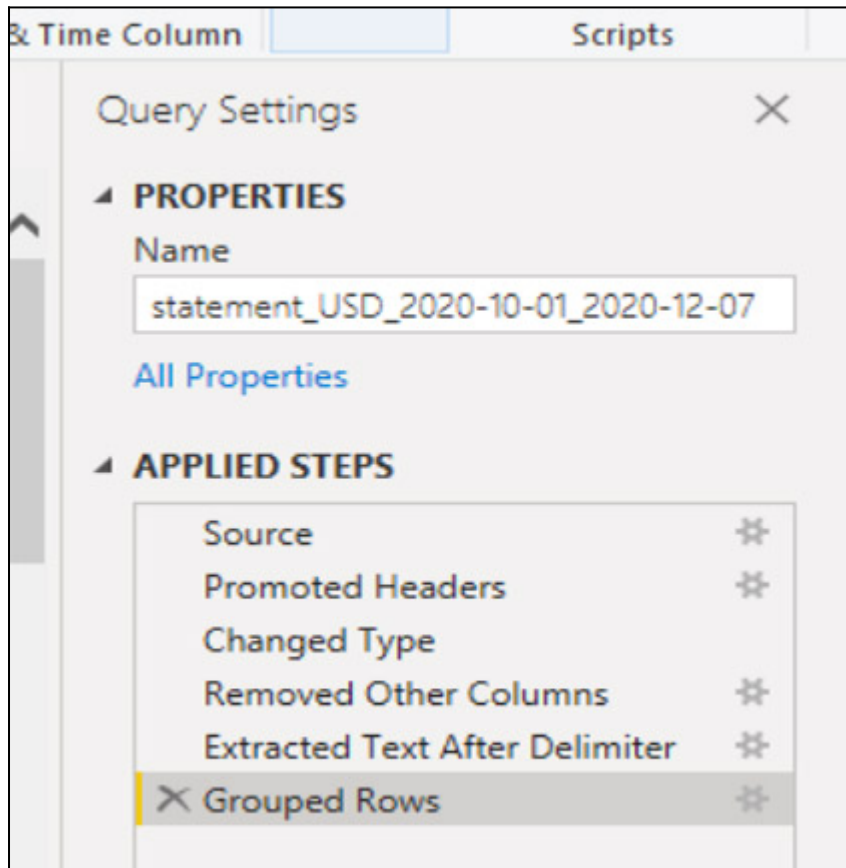 & Time Column Scripts
Query Settings
PROPERTIES
Name
statement_USD_2020-10-01_2020-12-07
All Properties
APPLIED STEPS
Source
Promoted Headers
Changed Type
Removed Other Columns
Extracted Text After Delimiter
Grouped Rows